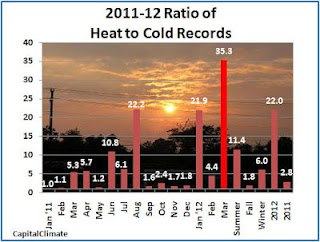 2011-12 Ratio of
Heat to Cold Records
40
35
30
25
20
15
10
5
0
1.0
1.1
5.3
5.7
1.2
10.8
6.1
22.2
1.6
2.4
1.7
1.8
21.9
4.4
35.3
11.4
1.8
6.0
22.0
2.8
Jan '11
Feb
Mar
Apr
May
Jun
Jul
Aug
Sep
Oct
Nov
Dec
Jan '12
Feb
Mar
Summer
Fall
Winter
2012
2011
CapitalClimate